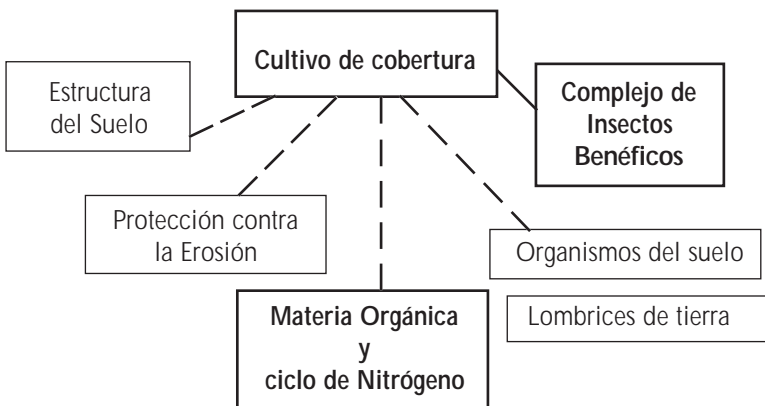 Cultivo de cobertura
Estructura
del Suelo
Complejo de
Insectos
Benéficos
Protección contra
la Erosión
Organismos del suelo
Materia Orgánica
y
ciclo de Nitrógeno
Lombrices de tierra